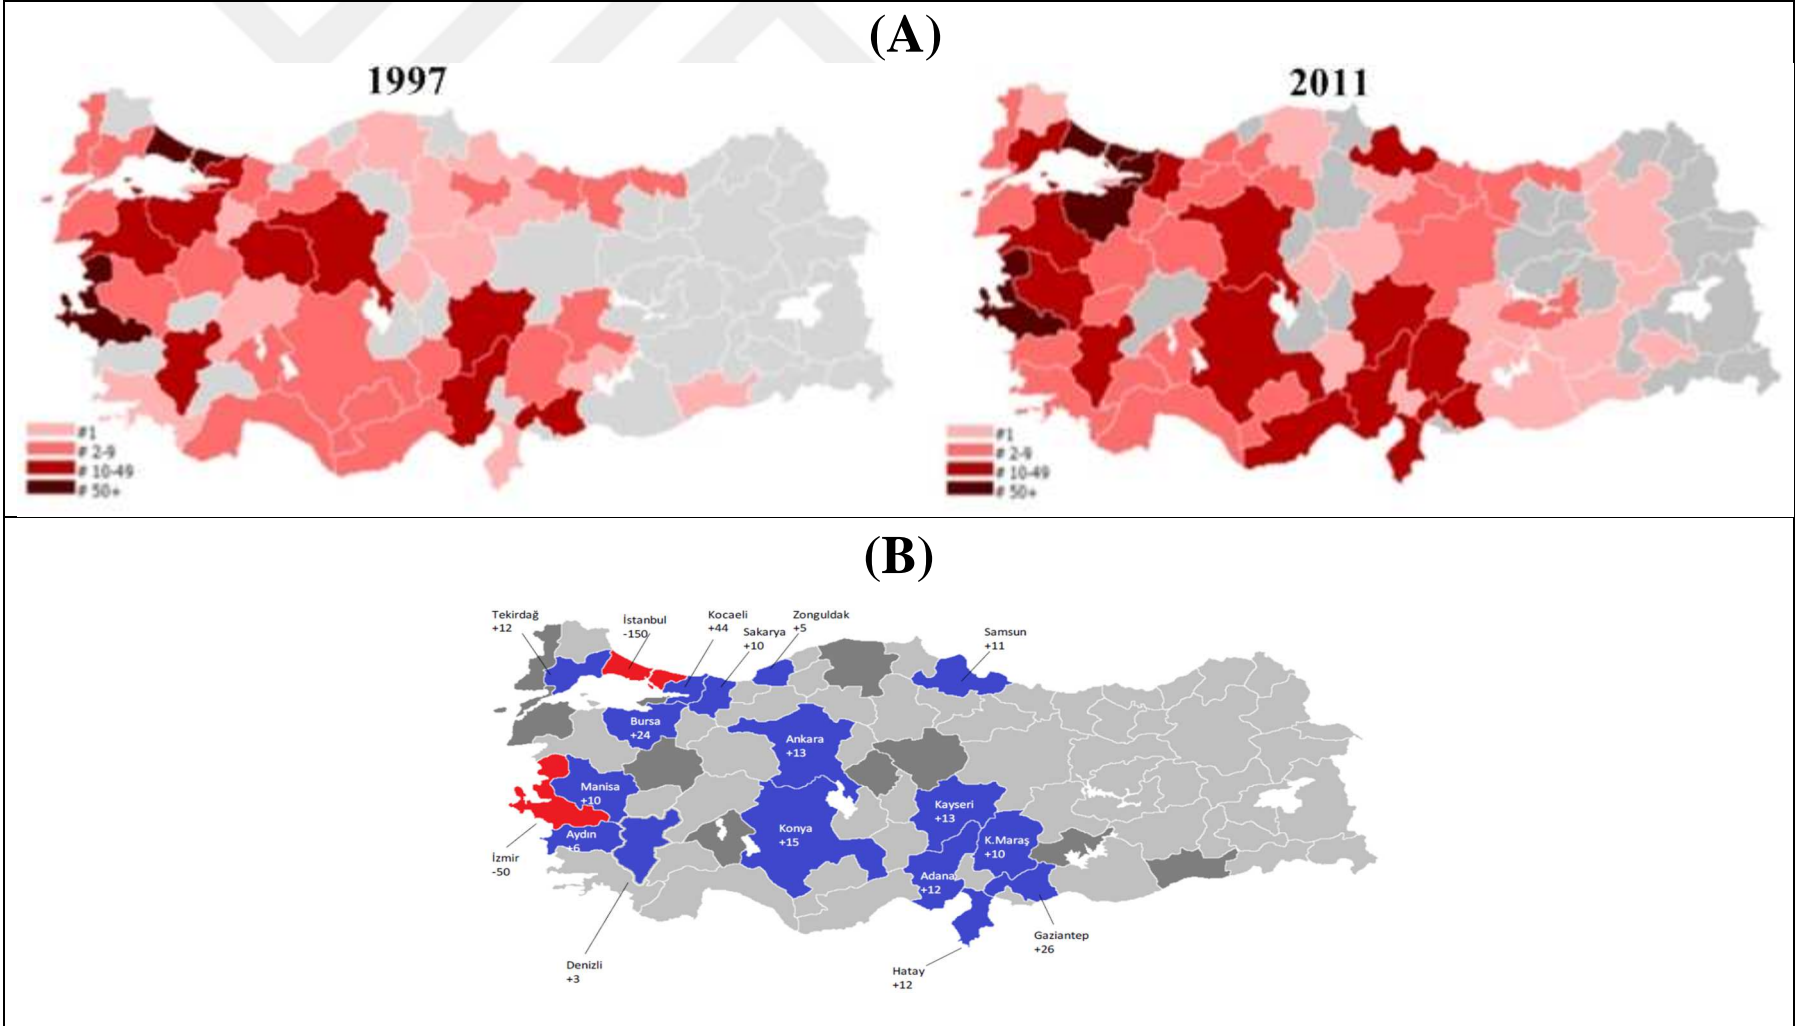 (A)
1997
2011
#1
# 2-9
# 10-49
# 50+
#1
# 2-9
# 10-49
# 50+
(B)
Tekirdağ
+12
İstanbul
-150
Kocaeli
+44
Sakarya
+10
Zonguldak
+5
Samsun
+11
Bursa
+24
Ankara
+13
Manisa
+10
Kayseri
+13
Aydın
+6
Konya
+15
K.Maraş
+10
İzmir
-50
Adana
+12
Gaziantep
+26
Denizli
+3
Hatay
+12